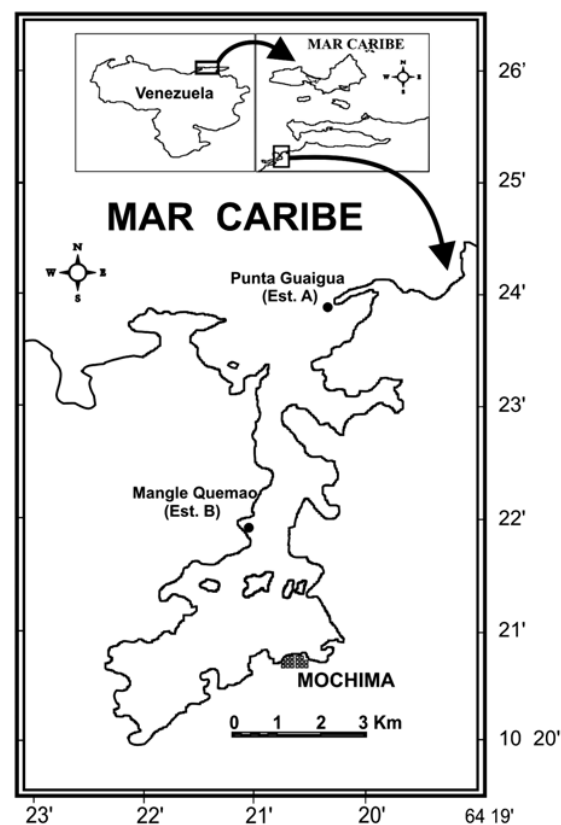 MAR CARIBE
Venezuela
N
W E
S
26'
25'
MAR CARIBE
N
W E
S
Punta Guaigua
(Est. A)
24'
23'
Mangle Quemao
(Est. B)
22'
21'
MOCHIMA
0 1 2 3 Km
10 20'
23' 22' 21' 20' 64 19'